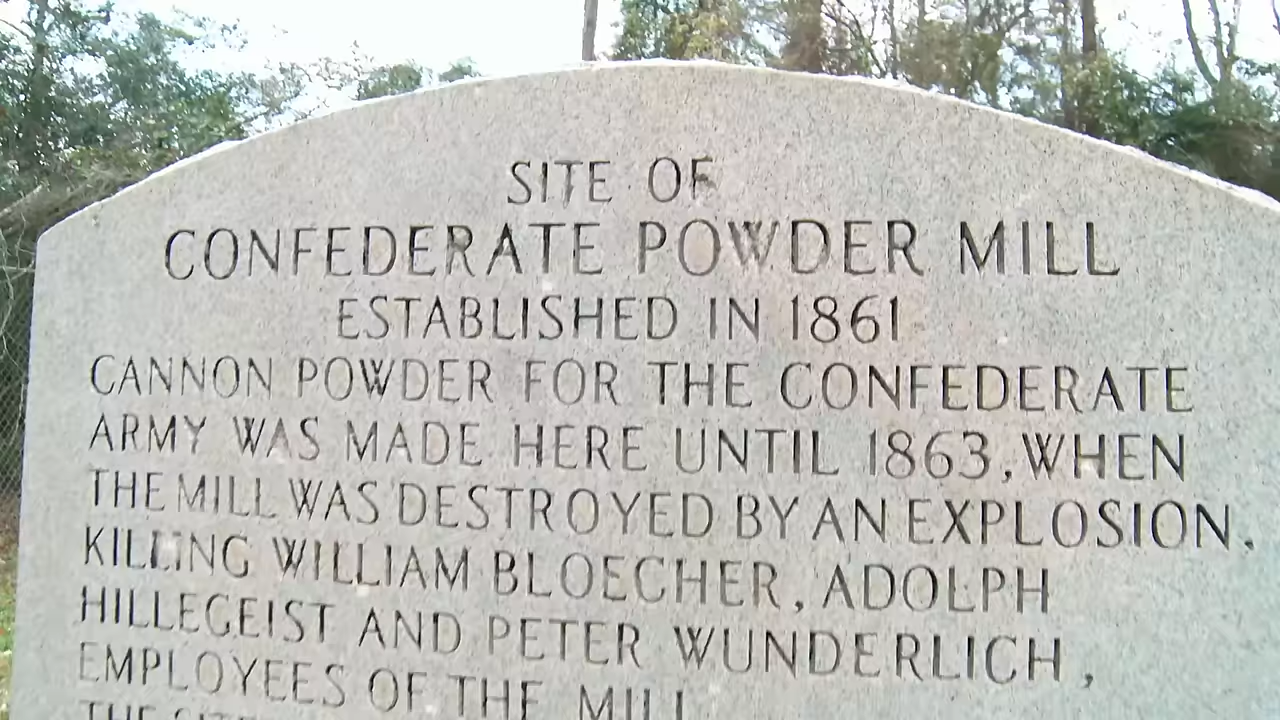 SITE OF
CONFEDERATE POWDER MILL
ESTABLISHED IN 1861
CANNON POWDER FOR THE CONFEDERATE
ARMY WAS MADE HERE UNTIL 1863, WHEN
THE MILL WAS DESTROYED BY AN EXPLOSION,
KILLING WILLIAM BLOECHER, ADOLPH
HILLEGEIST AND PETER WUNDERLICH,
EMPLOYEES OF THE MILL
THE SITE